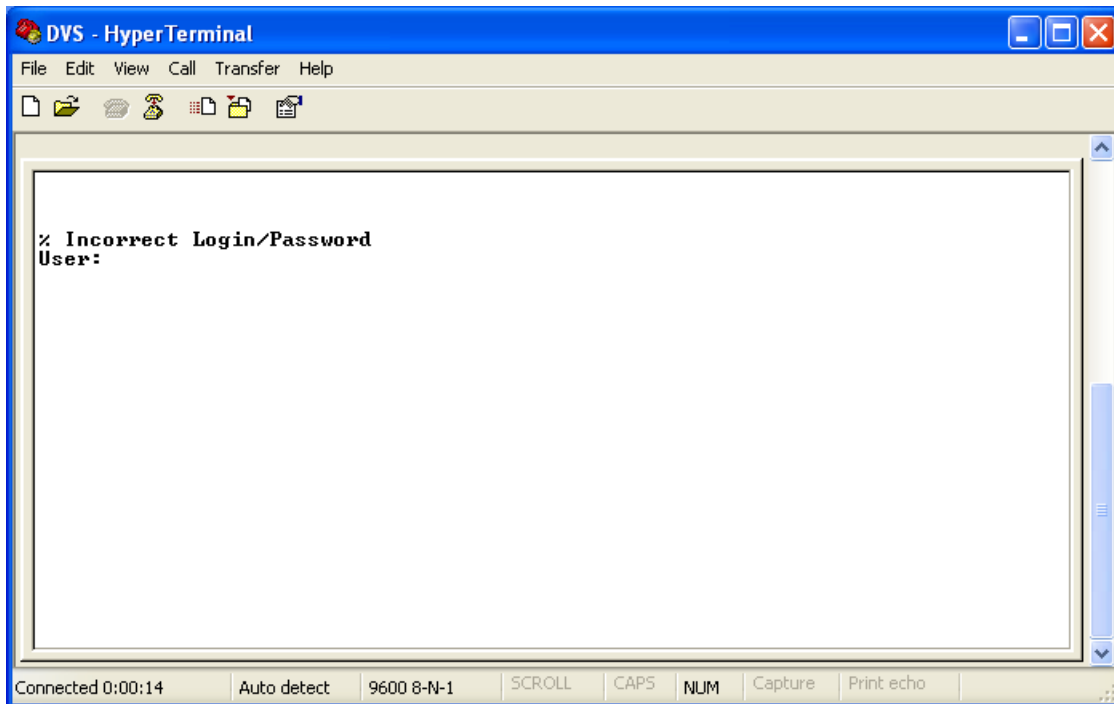 DVS - HyperTerminal
File Edit View Call Transfer Help
% Incorrect Login/Password
User:
Connected 0:00:14 Auto detect 9600 8-N-1 SCROLL CAPS NUM Capture Print echo